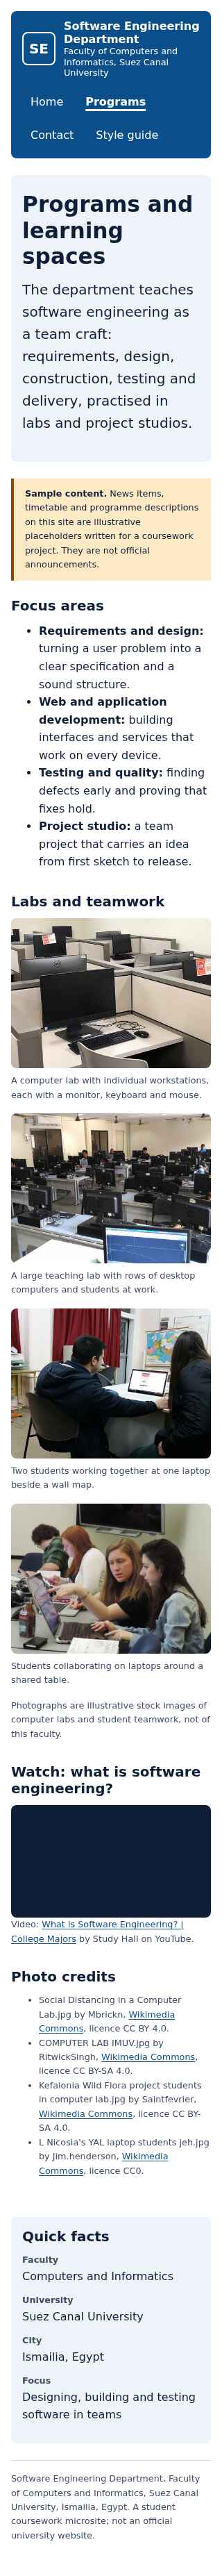 SE
Software Engineering
Department
Faculty of Computers and
Informatics, Suez Canal
University
Home Programs
Contact Style guide
Programs and
learning
spaces
The department teaches
software engineering as
a team craft:
requirements, design,
construction, testing and
delivery, practised in
labs and project studios.
Sample content. News items,
timetable and programme descriptions
on this site are illustrative
placeholders written for a coursework
project. They are not official
announcements.
Focus areas
• Requirements and design:
turning a user problem into a
clear specification and a
sound structure.
• Web and application
development: building
interfaces and services that
work on every device.
• Testing and quality: finding
defects early and proving that
fixes hold.
• Project studio: a team
project that carries an idea
from first sketch to release.
Labs and teamwork
A computer lab with individual workstations,
each with a monitor, keyboard and mouse.
A large teaching lab with rows of desktop
computers and students at work.
Two students working together at one laptop
beside a wall map.
Students collaborating on laptops around a
shared table.
Photographs are illustrative stock images of
computer labs and student teamwork, not of
this faculty.
Watch: what is software
engineering?
Video: What is Software Engineering? |
College Majors by Study Hall on YouTube.
Photo credits
• Social Distancing in a Computer
Lab.jpg by Mbrickn, Wikimedia
Commons, licence CC BY 4.0.
• COMPUTER LAB IMUV.jpg by
RitwickSingh, Wikimedia Commons,
licence CC BY-SA 4.0.
• Kefalonia Wild Flora project students
in computer lab.jpg by Saintfevrier,
Wikimedia Commons, licence CC BY-
SA 4.0.
• L Nicosia's YAL laptop students jeh.jpg
by Jim.henderson, Wikimedia
Commons, licence CC0.
Quick facts
Faculty
Computers and Informatics
University
Suez Canal University
City
Ismailia, Egypt
Focus
Designing, building and testing
software in teams
Software Engineering Department, Faculty
of Computers and Informatics, Suez Canal
University, Ismailia, Egypt. A student
coursework microsite; not an official
university website.